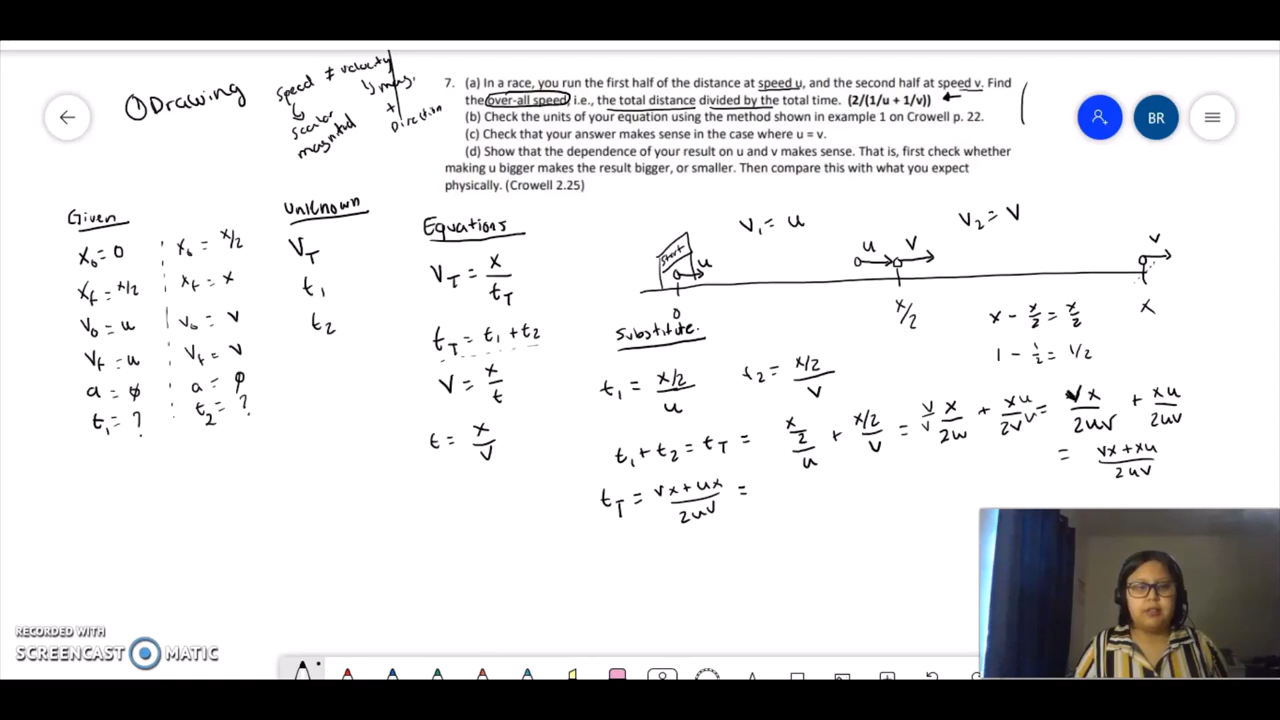 ① Drawing
speed ≠ velocity
↳ ↳ mag.
scalar +
magnitud Direction
7. (a) In a race, you run the first half of the distance at speed u, and the second half at speed v. Find
the over-all speed, i.e., the total distance divided by the total time. (2/(1/u + 1/v)) ←
(b) Check the units of your equation using the method shown in example 1 on Crowell p. 22.
(c) Check that your answer makes sense in the case where u = v.
(d) Show that the dependence of your result on u and v makes sense. That is, first check whether
making u bigger makes the result bigger, or smaller. Then compare this with what you expect
physically. (Crowell 2.25)
BR
Given
x₀ = 0 x₀ = x/2
x_f = x/2 x_f = x
v₀ = u v₀ = v
v_f = u v_f = v
a = ϕ a = ϕ
t₁ = ? t₂ = ?
Unknown
V_T
t₁
t₂
Equations
V_T = x/t_T
t_T = t₁ + t₂
V = x/t
t = x/v
V₁ = u V₂ = V
Start u u V V
0 x/2 x
x - x/2 = x/2
1 - 1/2 = 1/2
Substitute.
t₁ = (x/2)/u t₂ = (x/2)/v
t₁ + t₂ = t_T = (x/2)/u + (x/2)/v = v/v x/2u + xu/2v u = vx/2uv + xu/2uv
= (vx + xu)/2uv
t_T = (vx + ux)/2uv =
RECORDED WITH
SCREENCAST MATIC